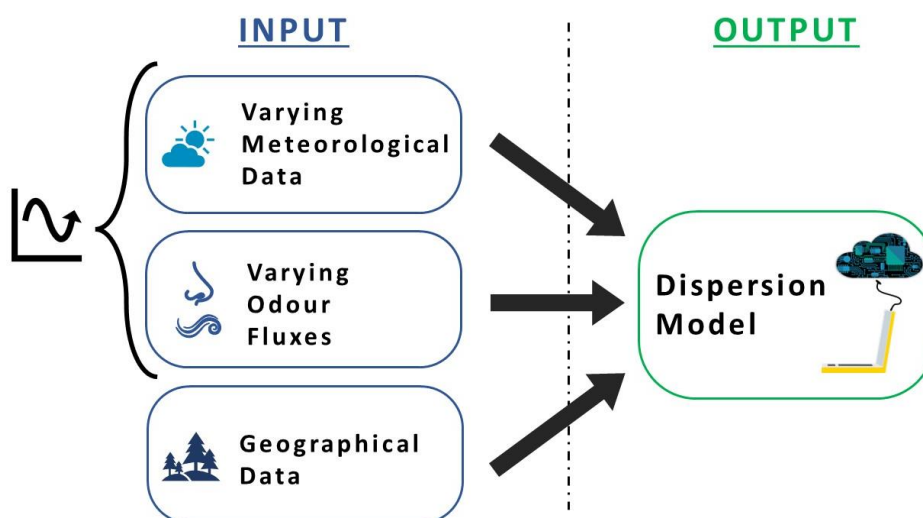 INPUT
OUTPUT
Varying
Meteorological
Data
Varying
Odour
Fluxes
Geographical
Data
Dispersion
Model